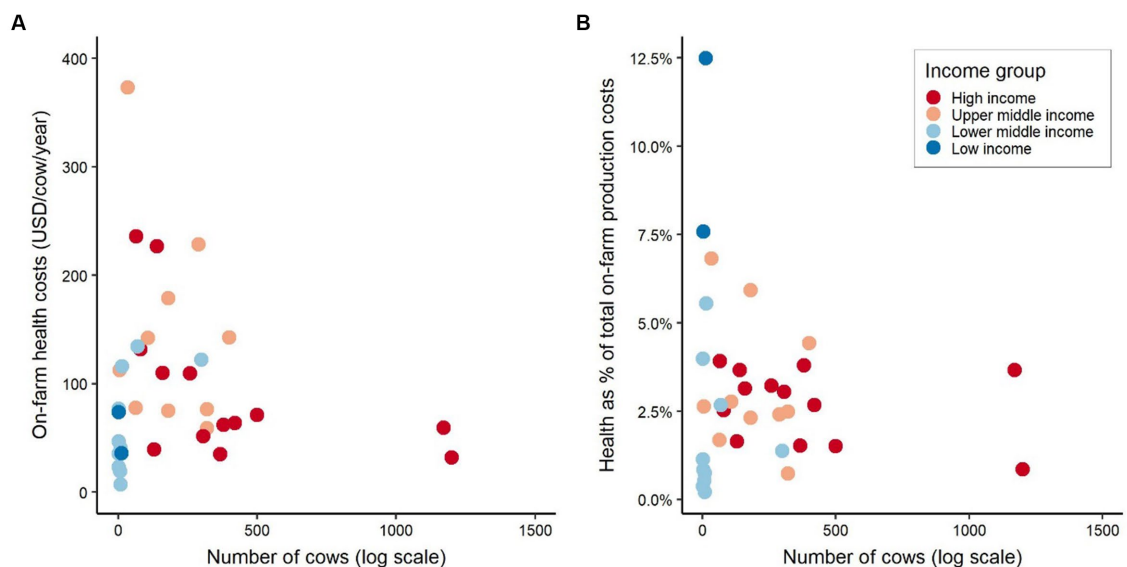 A
On-farm health costs (USD/cow/year)
400
300
200
100
0
0
500
1000
1500
Number of cows (log scale)
B
Health as % of total on-farm production costs
12.5%
10.0%
7.5%
5.0%
2.5%
0.0%
0
500
1000
1500
Number of cows (log scale)
Income group
High income
Upper middle income
Lower middle income
Low income